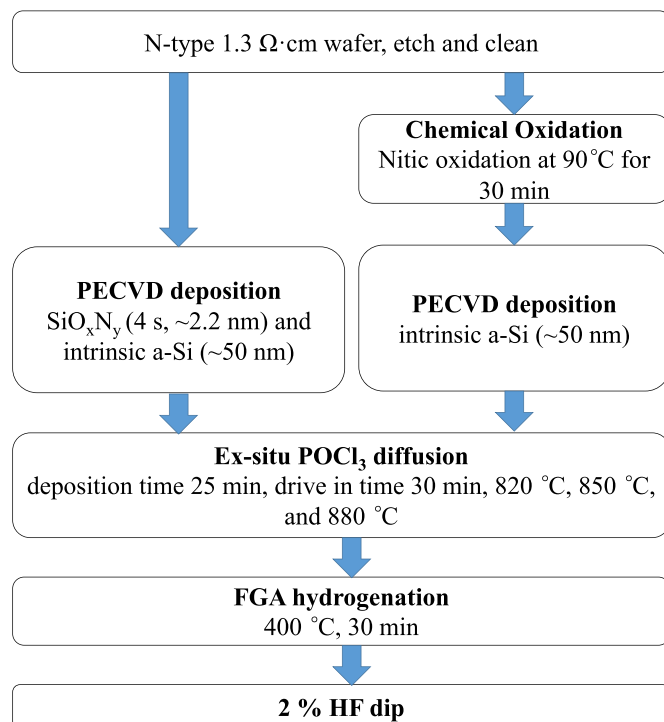 N-type 1.3 Ω·cm wafer, etch and clean
Chemical Oxidation
Nitic oxidation at 90℃ for
30 min
PECVD deposition
SiOxNy (4 s, ~2.2 nm) and
intrinsic a-Si (~50 nm)
PECVD deposition
intrinsic a-Si (~50 nm)
Ex-situ POCl3 diffusion
deposition time 25 min, drive in time 30 min, 820 ℃, 850 ℃,
and 880 ℃
FGA hydrogenation
400 ℃, 30 min
2 % HF dip